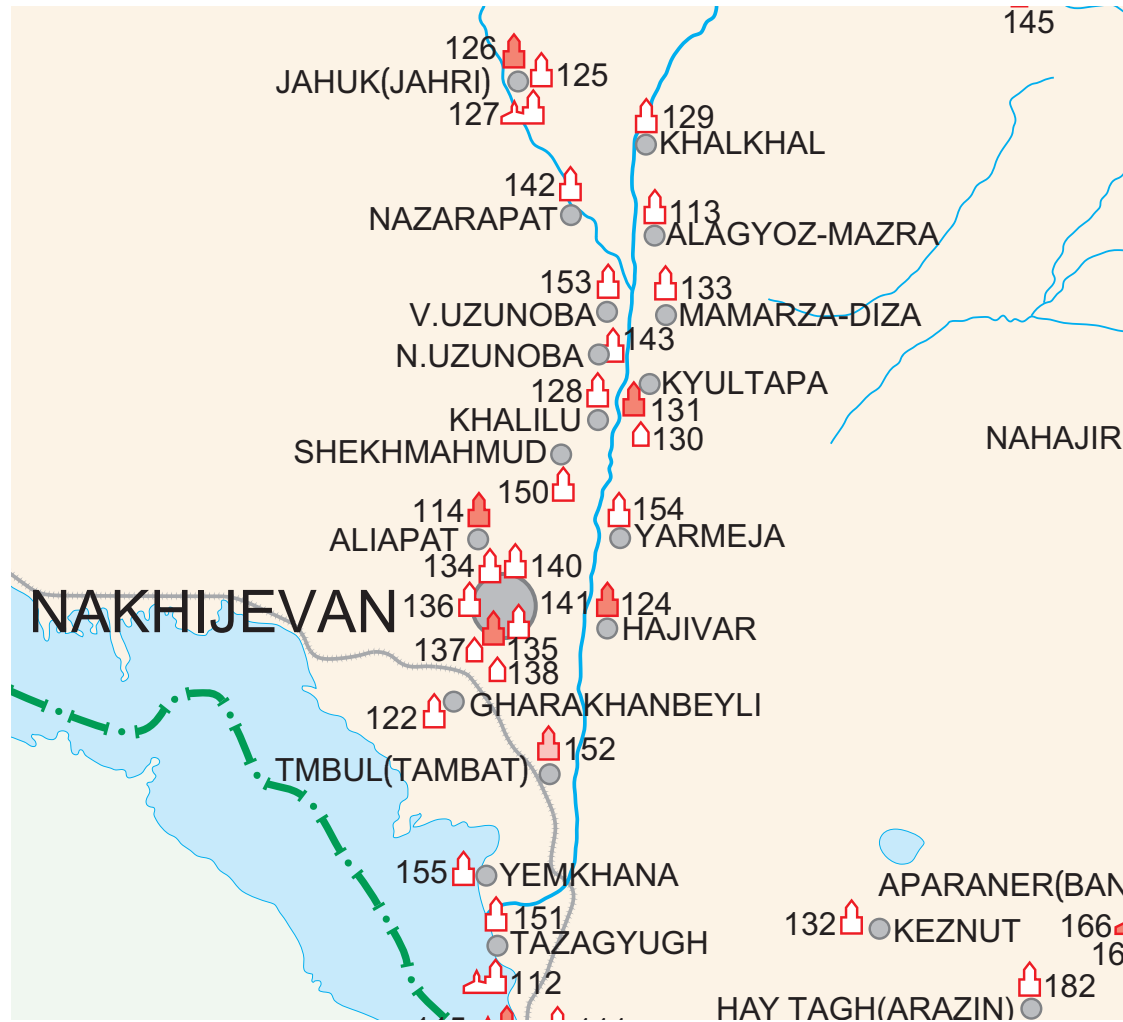 145
126
125
JAHUK(JAHRI)
127
129
KHALKHAL
142
NAZARAPAT
113
ALAGYOZ-MAZRA
153
133
V.UZUNOBA
MAMARZA-DIZA
143
N.UZUNOBA
KYULTAPA
128
131
KHALILU
130
NAHAJIR
SHEKHMAHMUD
150
114
154
ALIAPAT
YARMEJA
134
140
NAKHIJEVAN
136
141
124
HAJIVAR
137
135
138
GHARAKHANBEYLI
122
152
TMBUL(TAMBAT)
155
YEMKHANA
APARANER(BAN
151
132
KEZNUT
166
TAZAGYUGH
16
112
182
HAY TAGH(ARAZIN)